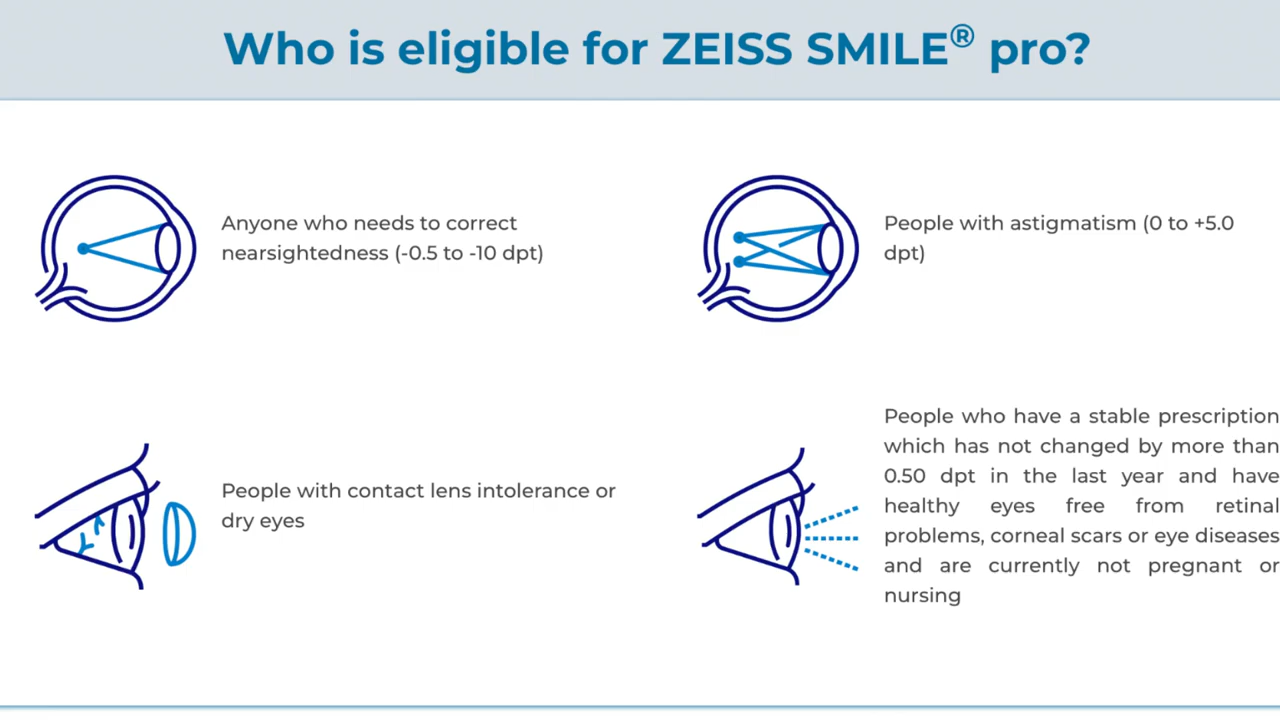 Who is eligible for ZEISS SMILE® pro?
Anyone who needs to correct
nearsightedness (-0.5 to -10 dpt)
People with astigmatism (0 to +5.0
dpt)
People with contact lens intolerance or
dry eyes
People who have a stable prescription
which has not changed by more than
0.50 dpt in the last year and have
healthy eyes free from retinal
problems, corneal scars or eye diseases
and are currently not pregnant or
nursing